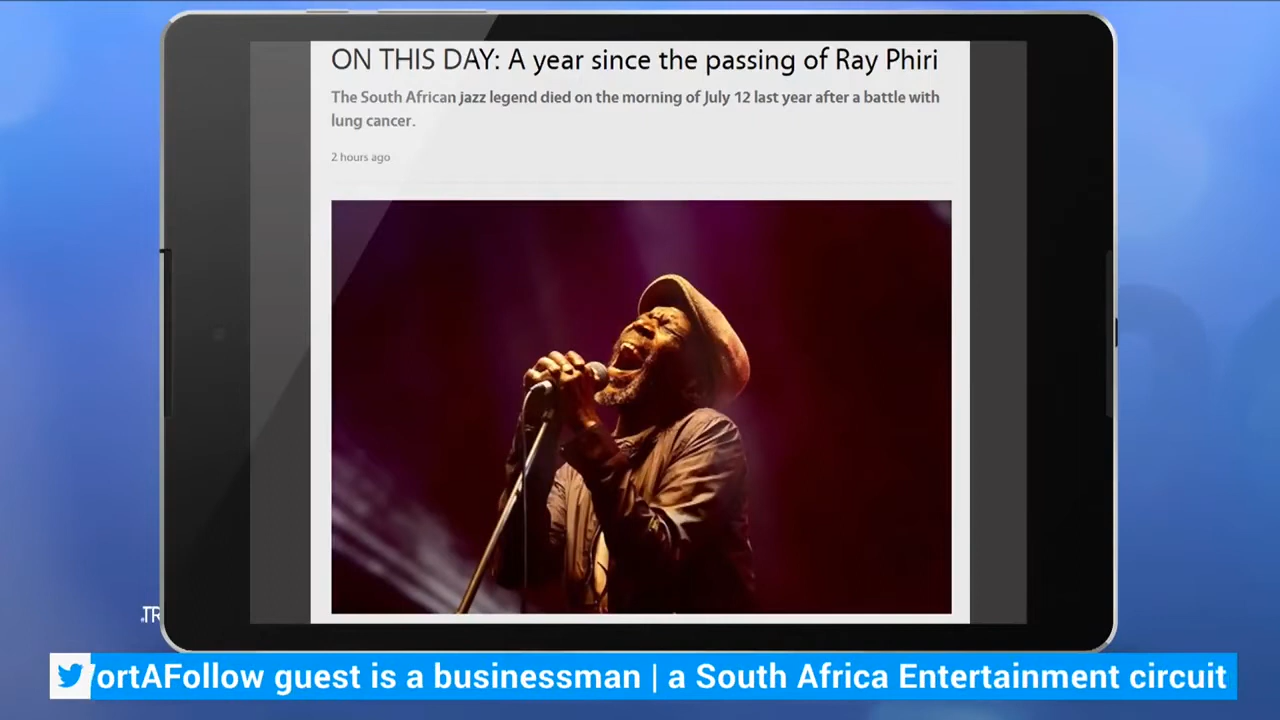 ON THIS DAY: A year since the passing of Ray Phiri
The South African jazz legend died on the morning of July 12 last year after a battle with
lung cancer.
2 hours ago
.TR
ortAFollow guest is a businessman | a South Africa Entertainment circuit